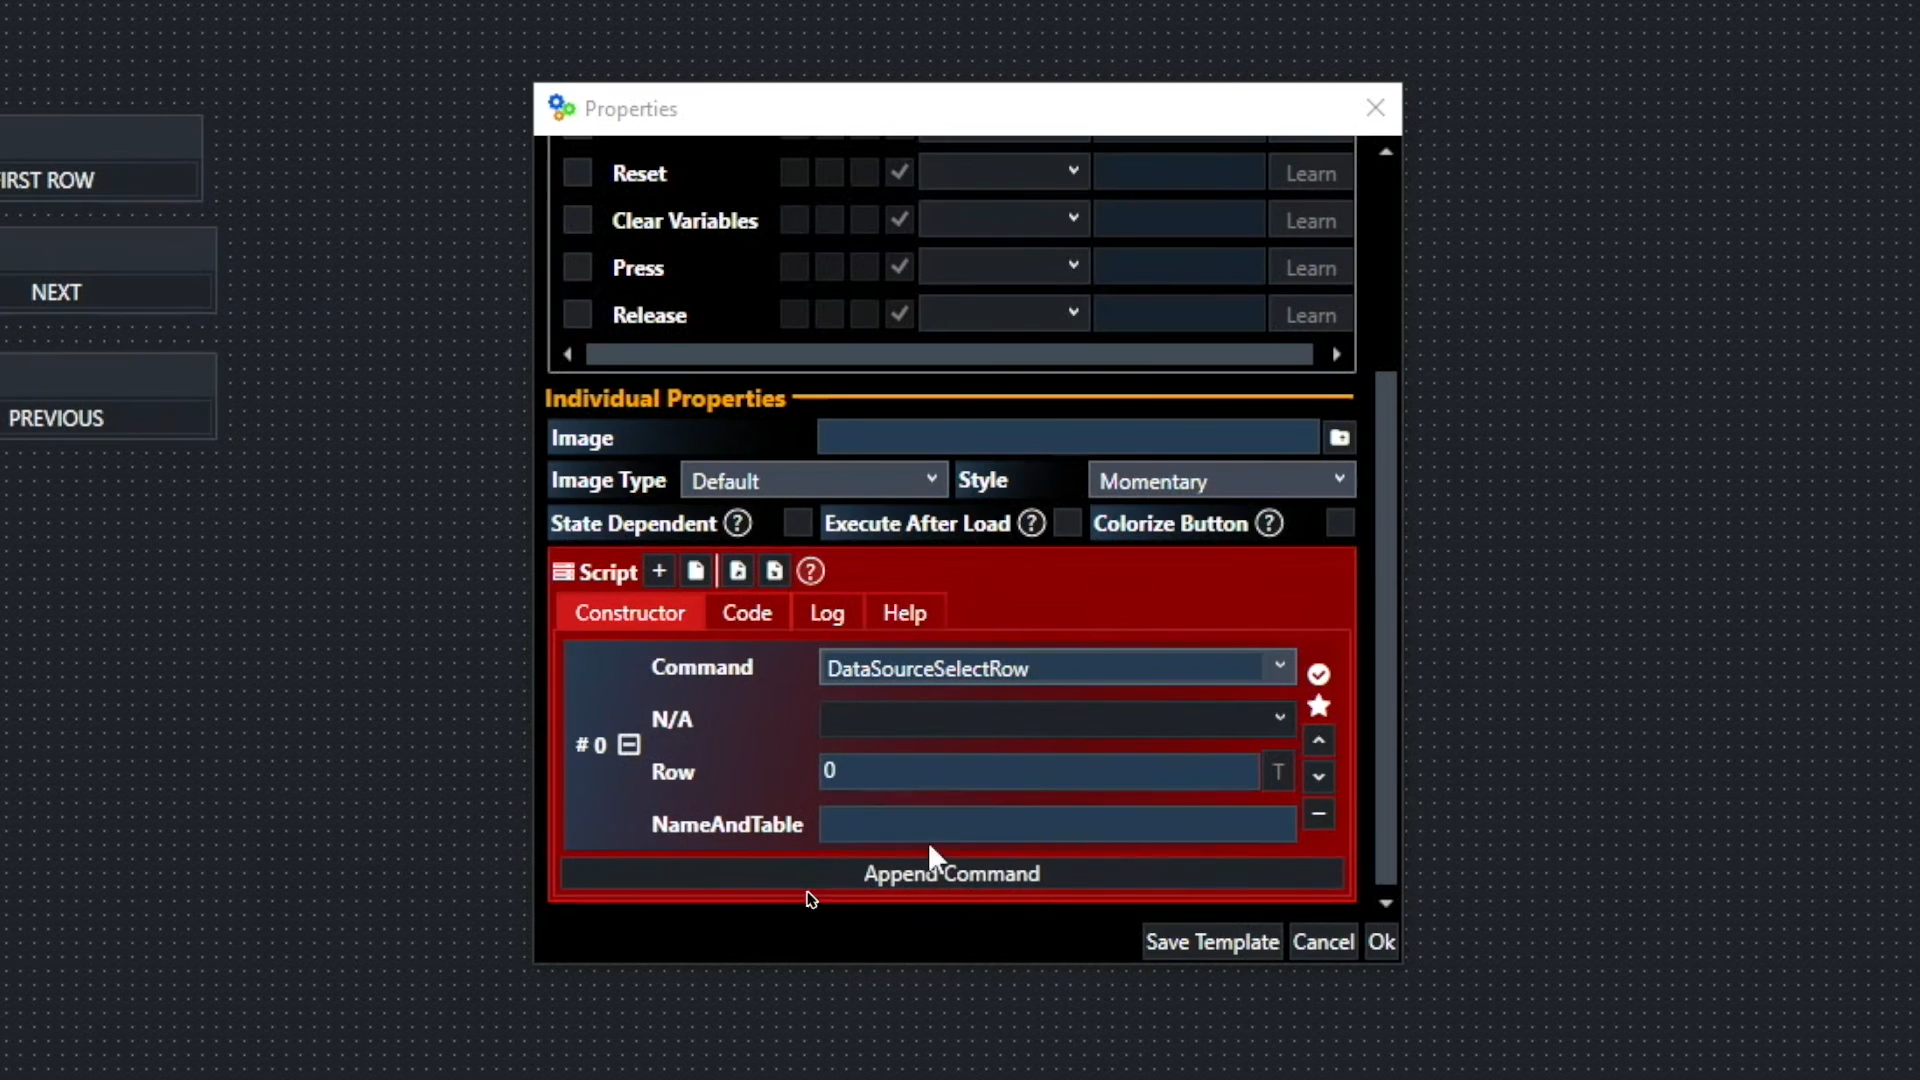 Properties
IRST ROW
NEXT
PREVIOUS
Reset Learn
Clear Variables Learn
Press Learn
Release Learn
Individual Properties
Image
Image Type Default Style Momentary
State Dependent ? Execute After Load ? Colorize Button ?
Script + ?
Constructor Code Log Help
Command DataSourceSelectRow
N/A
# 0
Row 0 T
NameAndTable
Append Command
Save Template Cancel Ok